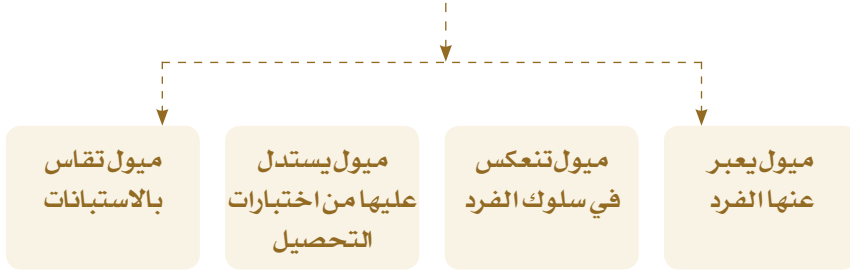 ميول يعبر
عنها الفرد
ميول تنعكس
في سلوك الفرد
ميول يستدل
عليها من اختبارات
التحصيل
ميول تقاس
بالاستبانات